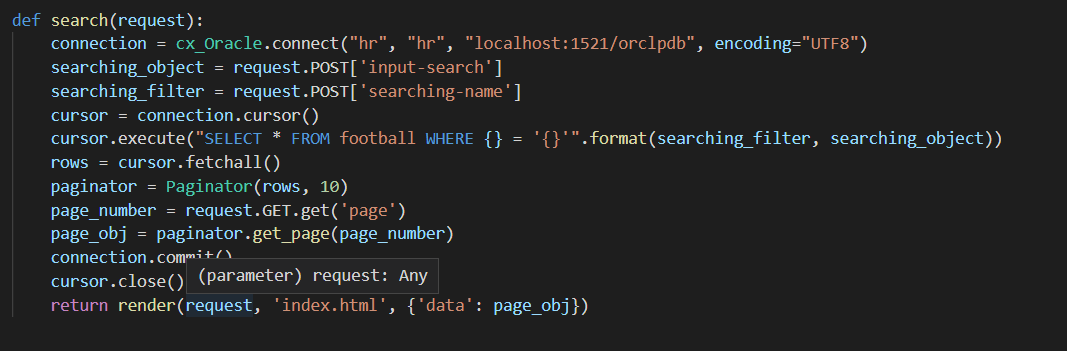 def search(request):
    connection = cx_Oracle.connect("hr", "hr", "localhost:1521/orclpdb", encoding="UTF8")
    searching_object = request.POST['input-search']
    searching_filter = request.POST['searching-name']
    cursor = connection.cursor()
    cursor.execute("SELECT * FROM football WHERE {} = '{}'".format(searching_filter, searching_object))
    rows = cursor.fetchall()
    paginator = Paginator(rows, 10)
    page_number = request.GET.get('page')
    page_obj = paginator.get_page(page_number)
    connection.commit()
    cursor.close()
(parameter) request: Any
    return render(request, 'index.html', {'data': page_obj})